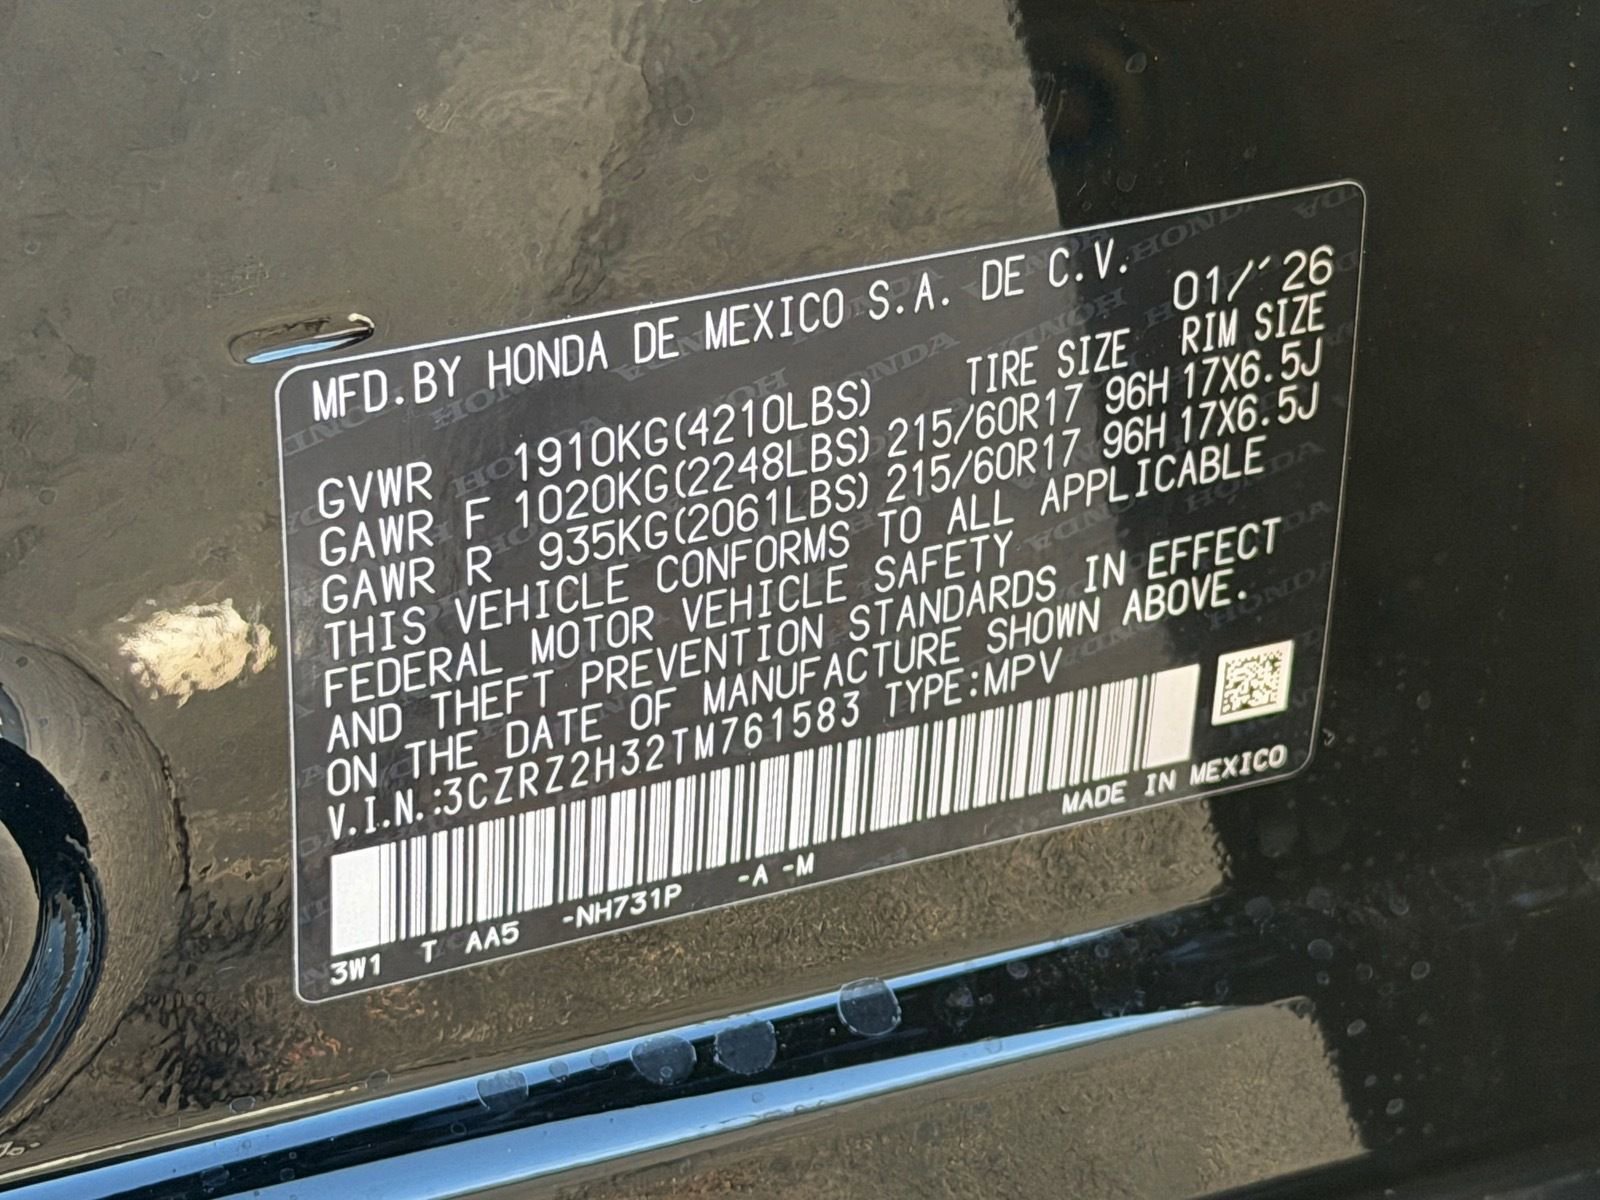 MFD.BY HONDA DE MEXICO S.A. DE C.V. 01/'26
TIRE SIZE RIM SIZE
GVWR 1910KG(4210LBS)
GAWR F 1020KG(2248LBS) 215/60R17 96H 17X6.5J
GAWR R 935KG(2061LBS) 215/60R17 96H 17X6.5J
THIS VEHICLE CONFORMS TO ALL APPLICABLE
FEDERAL MOTOR VEHICLE SAFETY
AND THEFT PREVENTION STANDARDS IN EFFECT
ON THE DATE OF MANUFACTURE SHOWN ABOVE.
V.I.N.:3CZRZ2H32TM761583 TYPE:MPV
MADE IN MEXICO
3W1 T AA5 -NH731P -A -M